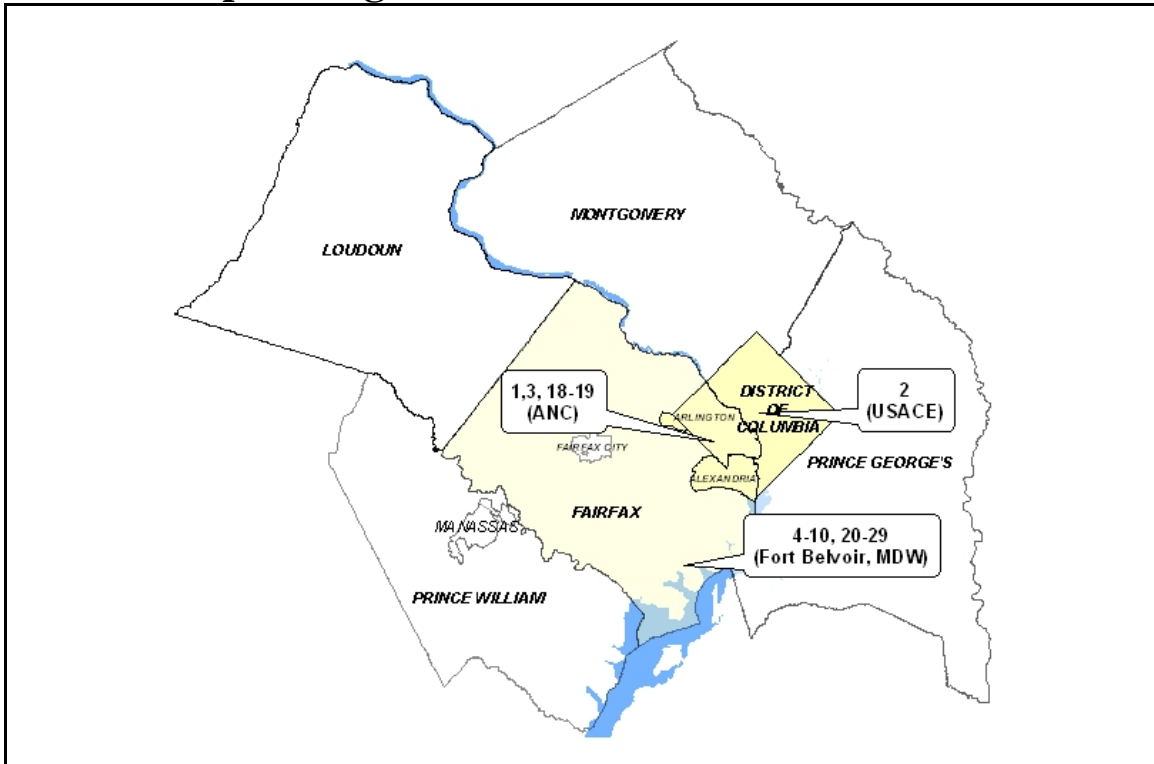 MONTGOMERY
LOUDOUN
1,3, 18-19
(ANC)
DISTRICT
OF
COLUMBIA
2
(USACE)
ARLINGTON
FAIRFAX CITY
PRINCE GEORGE'S
ALEXANDRIA
FAIRFAX
MANASSAS
4-10, 20-29
(Fort Belvoir, MDW)
PRINCE WILLIAM